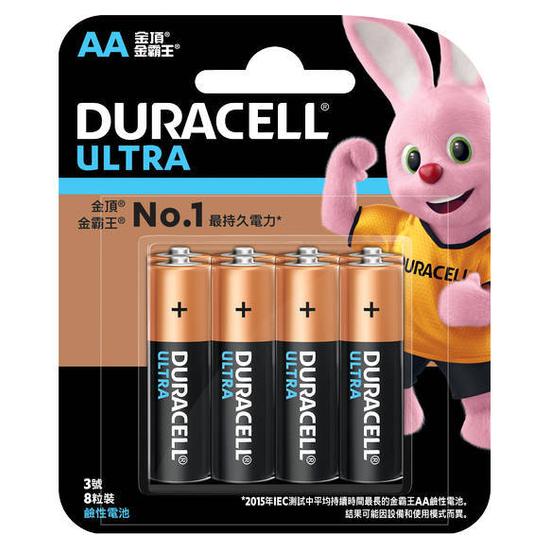 AA 金頂® 金霸王®
DURACELL®
ULTRA
金頂® 金霸王® No.1 最持久電力*
DURACELL
+ + + +
DURACELL® ULTRA
DURACELL® ULTRA
DURACELL® ULTRA
DURACELL® ULTRA
3號
8粒裝
鹼性電池
*2015年IEC測試中平均持續時間最長的金霸王AA鹼性電池。
結果可能因設備和使用模式而異。